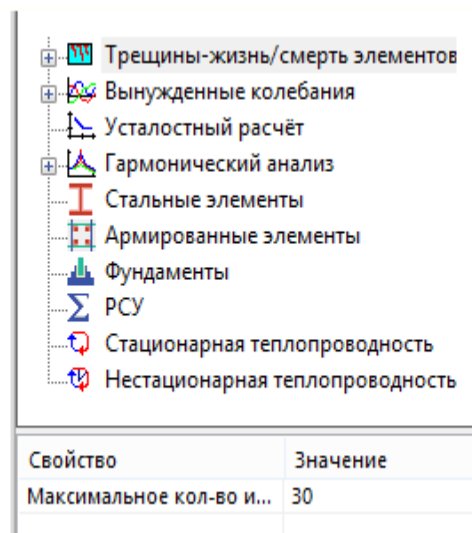 Трещины-жизнь/смерть элементов
Вынужденные колебания
Усталостный расчёт
Гармонический анализ
Стальные элементы
Армированные элементы
Фундаменты
РСУ
Стационарная теплопроводность
Нестационарная теплопроводность
Свойство Значение
Максимальное кол-во и... 30